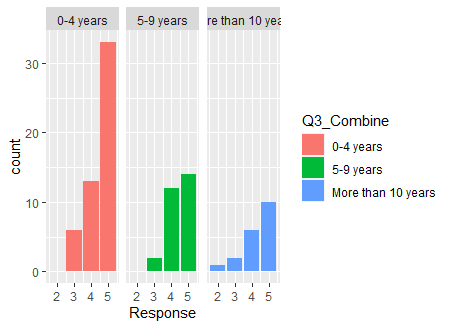 0-4 years
5-9 years
re than 10 yea
30
20
10
0
count
2 3 4 5
2 3 4 5
2 3 4 5
Response
Q3_Combine
0-4 years
5-9 years
More than 10 years